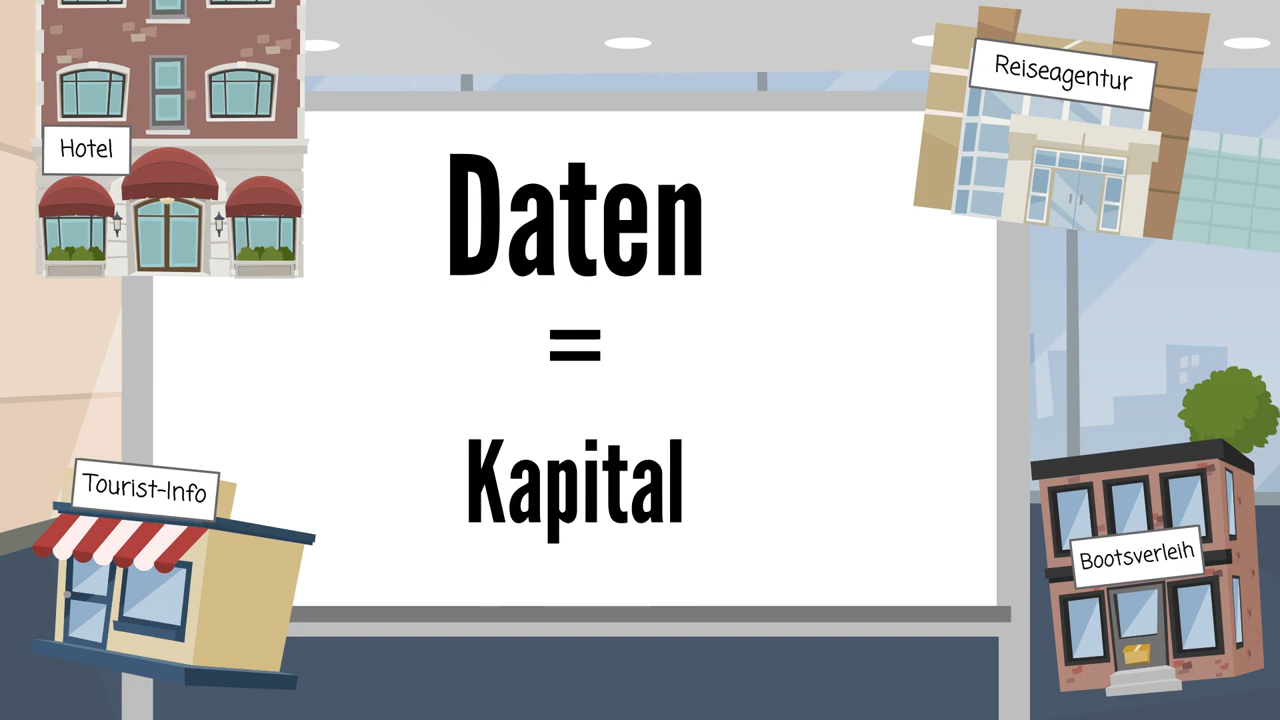 Hotel
Reiseagentur
Daten
=
Kapital
Tourist-Info
Bootsverleih